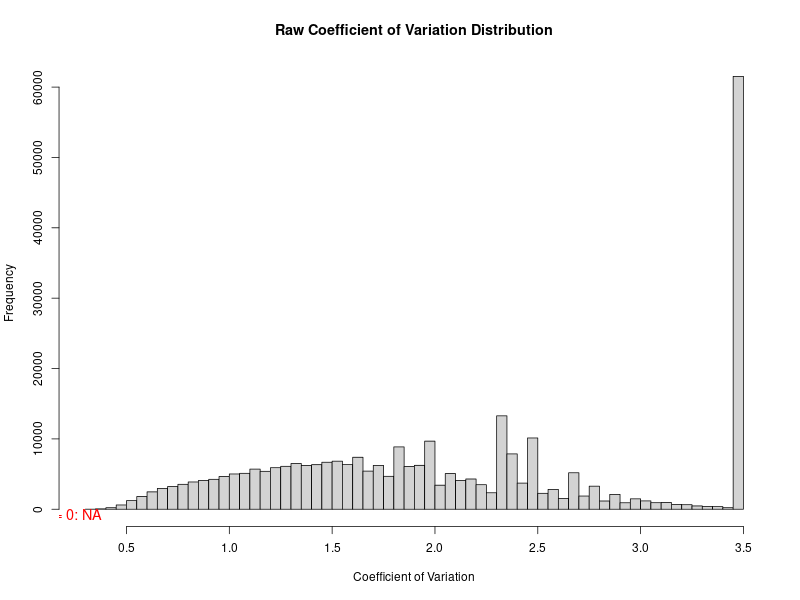 Raw Coefficient of Variation Distribution
60000
50000
40000
30000
20000
10000
0
Frequency
0: NA
0.5 1.0 1.5 2.0 2.5 3.0 3.5
Coefficient of Variation